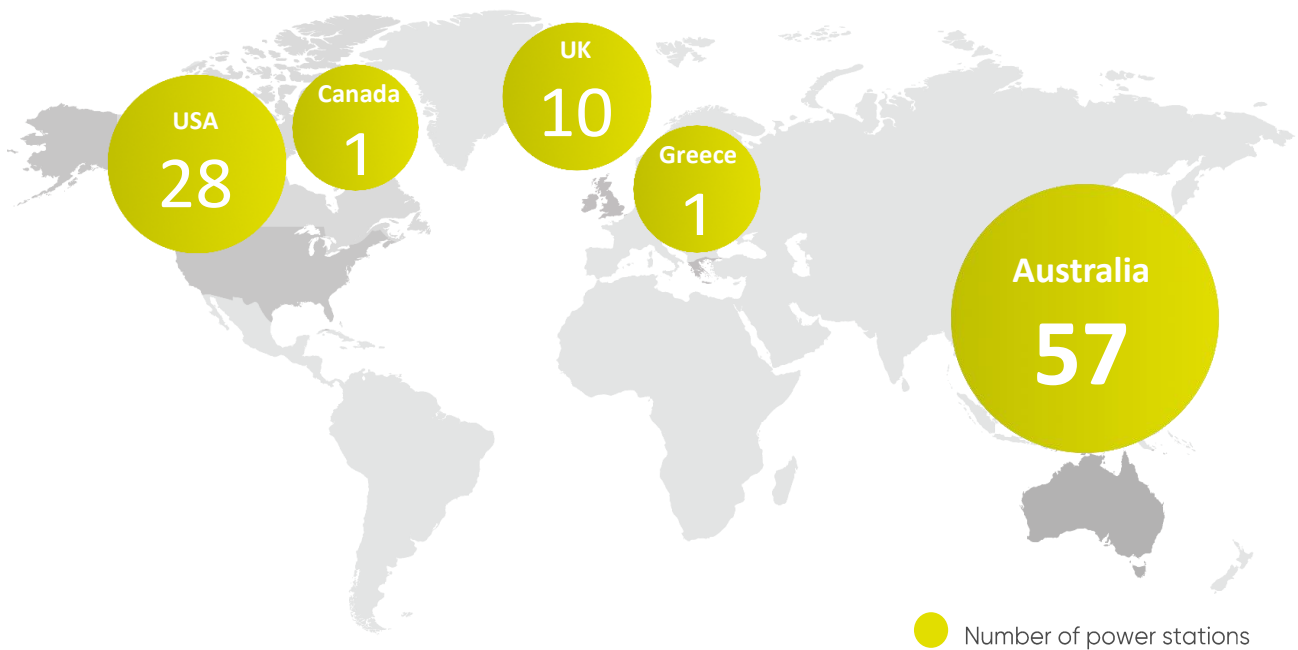 USA
28
Canada
1
UK
10
Greece
1
Australia
57
Number of power stations